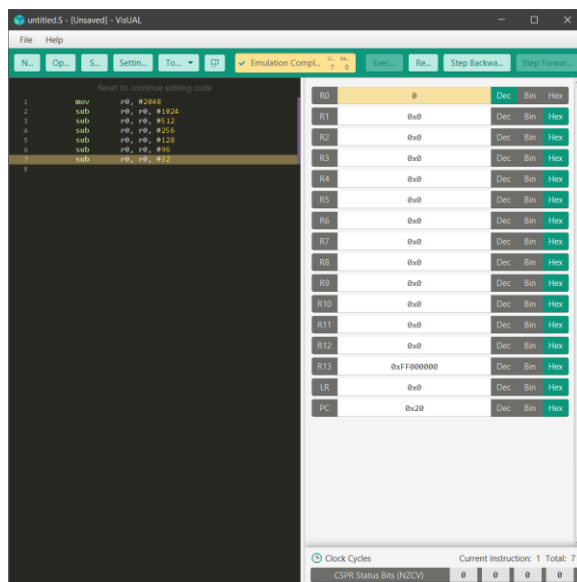 untitled.S - [Unsaved] - VisUAL
File Help
N... Op... S... Settin... To... Emulation Compl... Li... Iss... 7 0 Exec... Re... Step Backwa... Step Forwar...
Reset to continue editing code
1 mov r0, #2048
2 sub r0, r0, #1024
3 sub r0, r0, #512
4 sub r0, r0, #256
5 sub r0, r0, #128
6 sub r0, r0, #96
7 sub r0, r0, #32
8
R0 0 Dec Bin Hex
R1 0x0 Dec Bin Hex
R2 0x0 Dec Bin Hex
R3 0x0 Dec Bin Hex
R4 0x0 Dec Bin Hex
R5 0x0 Dec Bin Hex
R6 0x0 Dec Bin Hex
R7 0x0 Dec Bin Hex
R8 0x0 Dec Bin Hex
R9 0x0 Dec Bin Hex
R10 0x0 Dec Bin Hex
R11 0x0 Dec Bin Hex
R12 0x0 Dec Bin Hex
R13 0xFF000000 Dec Bin Hex
LR 0x0 Dec Bin Hex
PC 0x20 Dec Bin Hex
Clock Cycles Current Instruction: 1 Total: 7
CSPR Status Bits (NZCV) 0 0 0 0